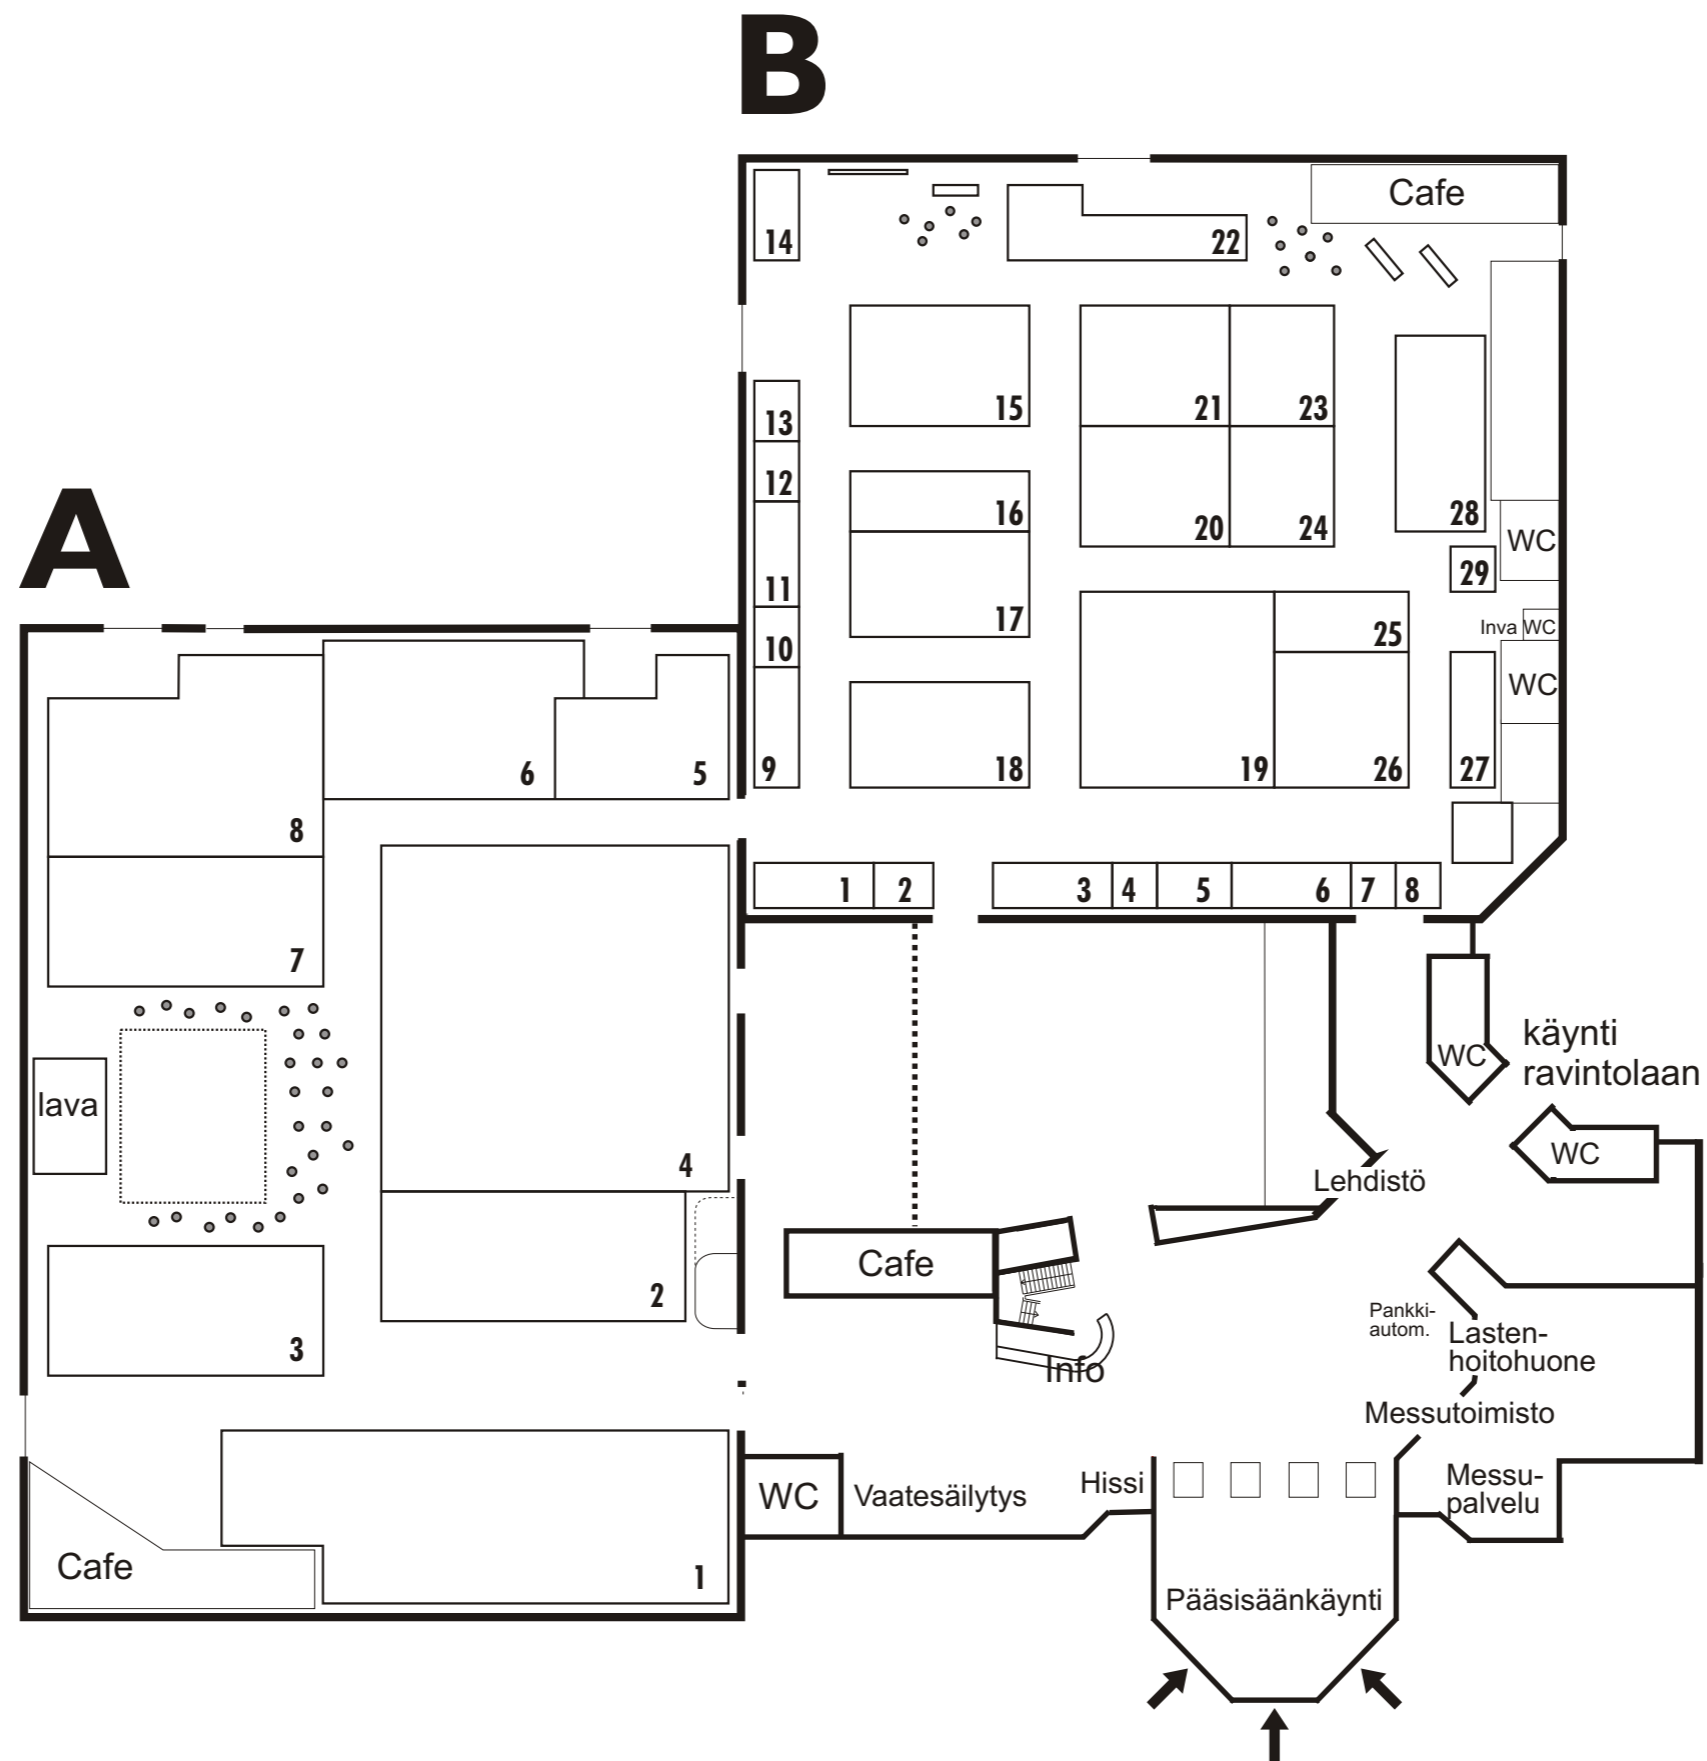 B
Cafe
14
22
15
21
23
13
12
16
20
24
28
WC
A
11
29
17
10
25
Inva WC
WC
9
18
19
26
27
6
5
8
1
2
3
4
5
6
7
8
7
WC
käynti
ravintolaan
lava
WC
4
Lehdistö
Cafe
2
3
Info
Pankki-
autom.
Lasten-
hoitohuone
Messutoimisto
WC
Vaatesäilytys
Hissi
Messu-
palvelu
Cafe
1
Pääsisäänkäynti